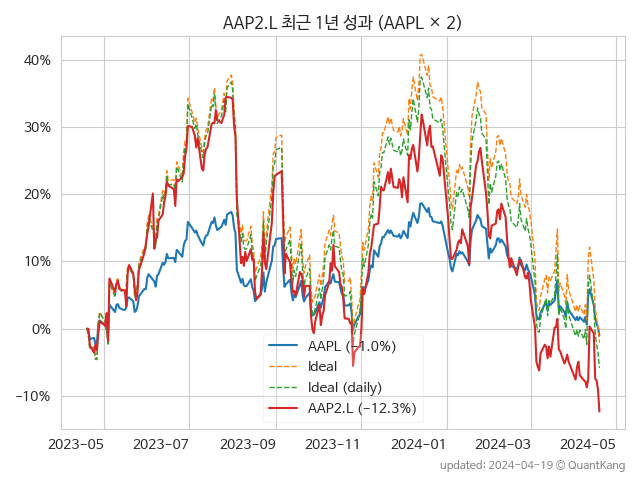 AAP2.L 최근 1년 성과 (AAPL × 2)
40%
30%
20%
10%
0%
−10%
AAPL (−1.0%)
Ideal
Ideal (daily)
AAP2.L (−12.3%)
2023-05
2023-07
2023-09
2023-11
2024-01
2024-03
2024-05
updated: 2024-04-19 © QuantKang